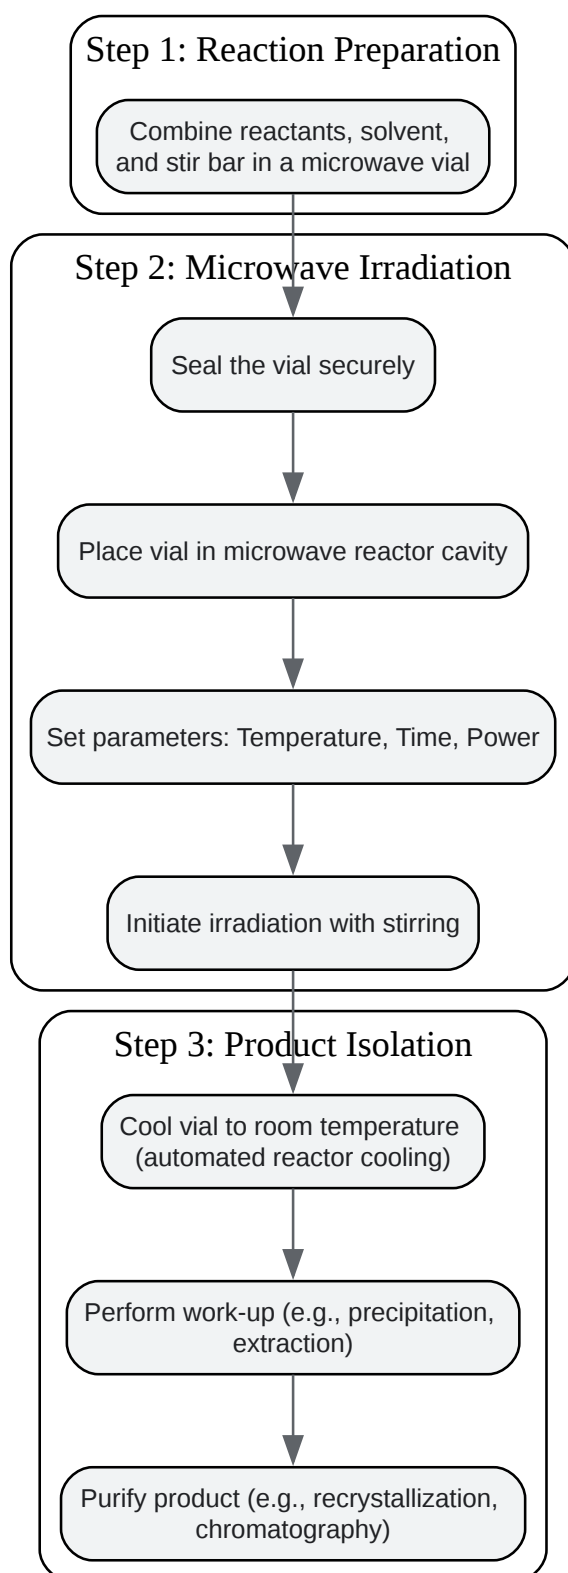 Step 1: Reaction Preparation
Combine reactants, solvent,
and stir bar in a microwave vial
Step 2: Microwave Irradiation
Seal the vial securely
Place vial in microwave reactor cavity
Set parameters: Temperature, Time, Power
Initiate irradiation with stirring
Step 3: Product Isolation
Cool vial to room temperature
(automated reactor cooling)
Perform work-up (e.g., precipitation,
extraction)
Purify product (e.g., recrystallization,
chromatography)